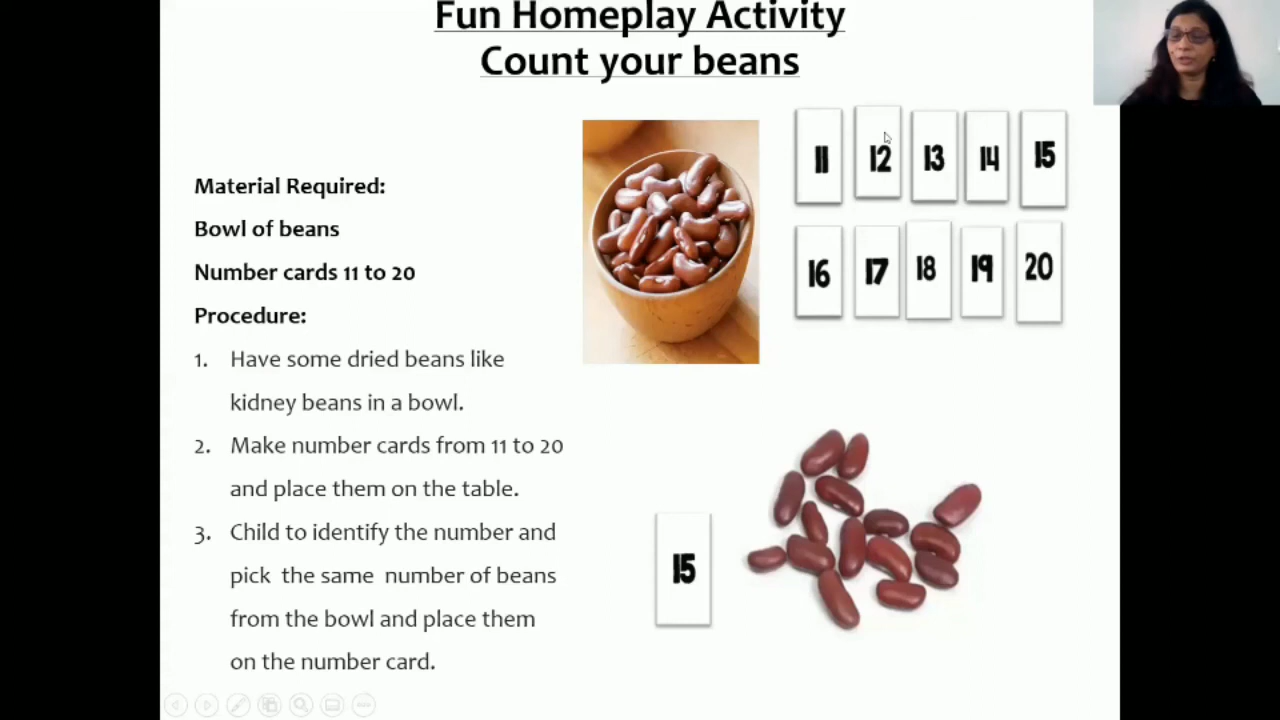 Fun Homeplay Activity
Count your beans
Material Required:
Bowl of beans
Number cards 11 to 20
Procedure:
1. Have some dried beans like
kidney beans in a bowl.
2. Make number cards from 11 to 20
and place them on the table.
3. Child to identify the number and
pick the same number of beans
from the bowl and place them
on the number card.
11 12 13 14 15
16 17 18 19 20
15